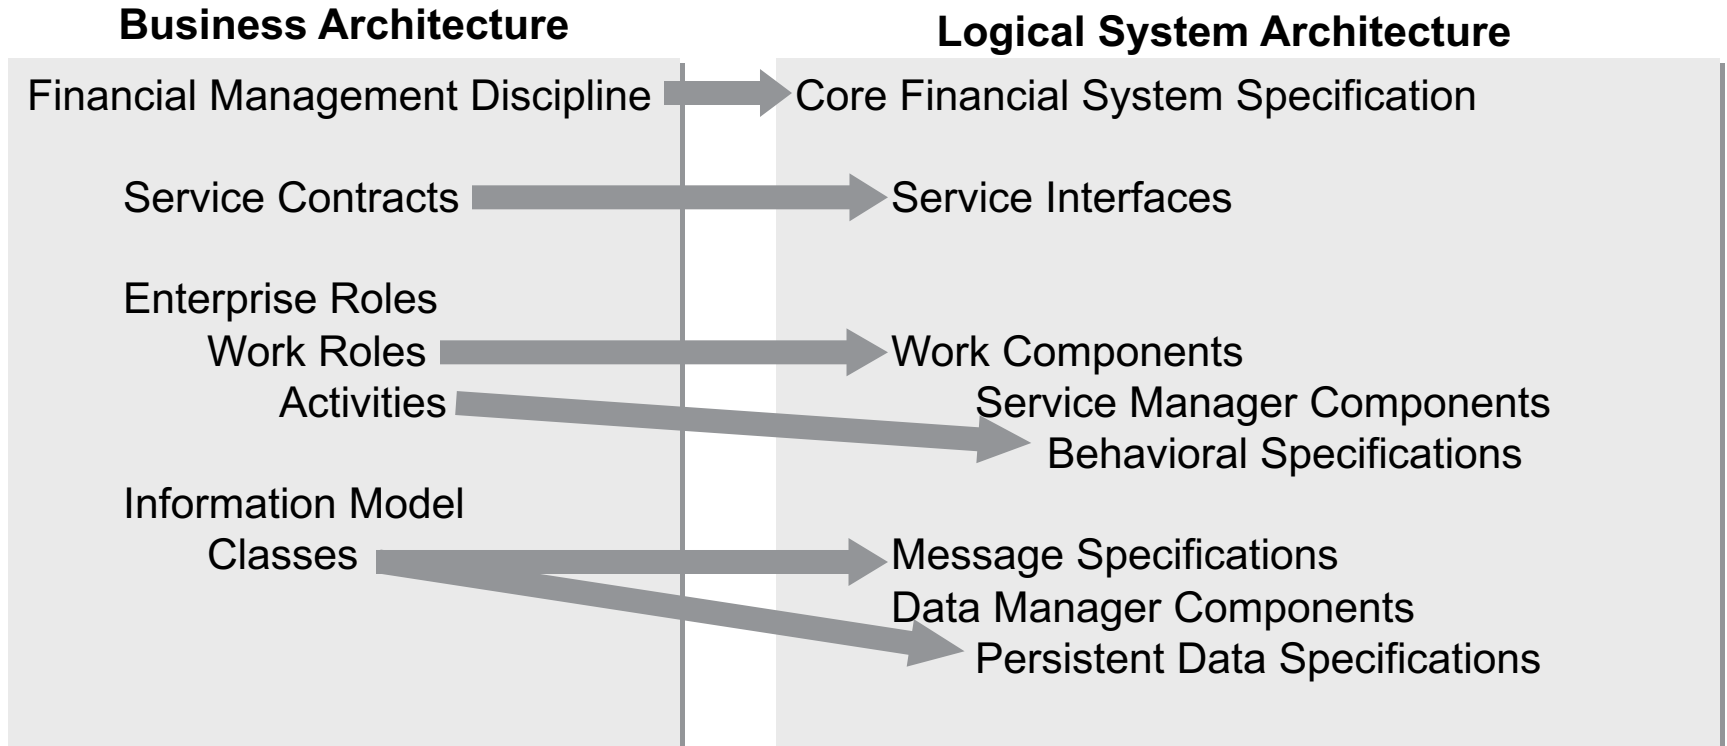 Business Architecture
Logical System Architecture
Financial Management Discipline
Core Financial System Specification
Service Contracts
Service Interfaces
Enterprise Roles
Work Roles
Work Components
Activities
Service Manager Components
Behavioral Specifications
Information Model
Classes
Message Specifications
Data Manager Components
Persistent Data Specifications